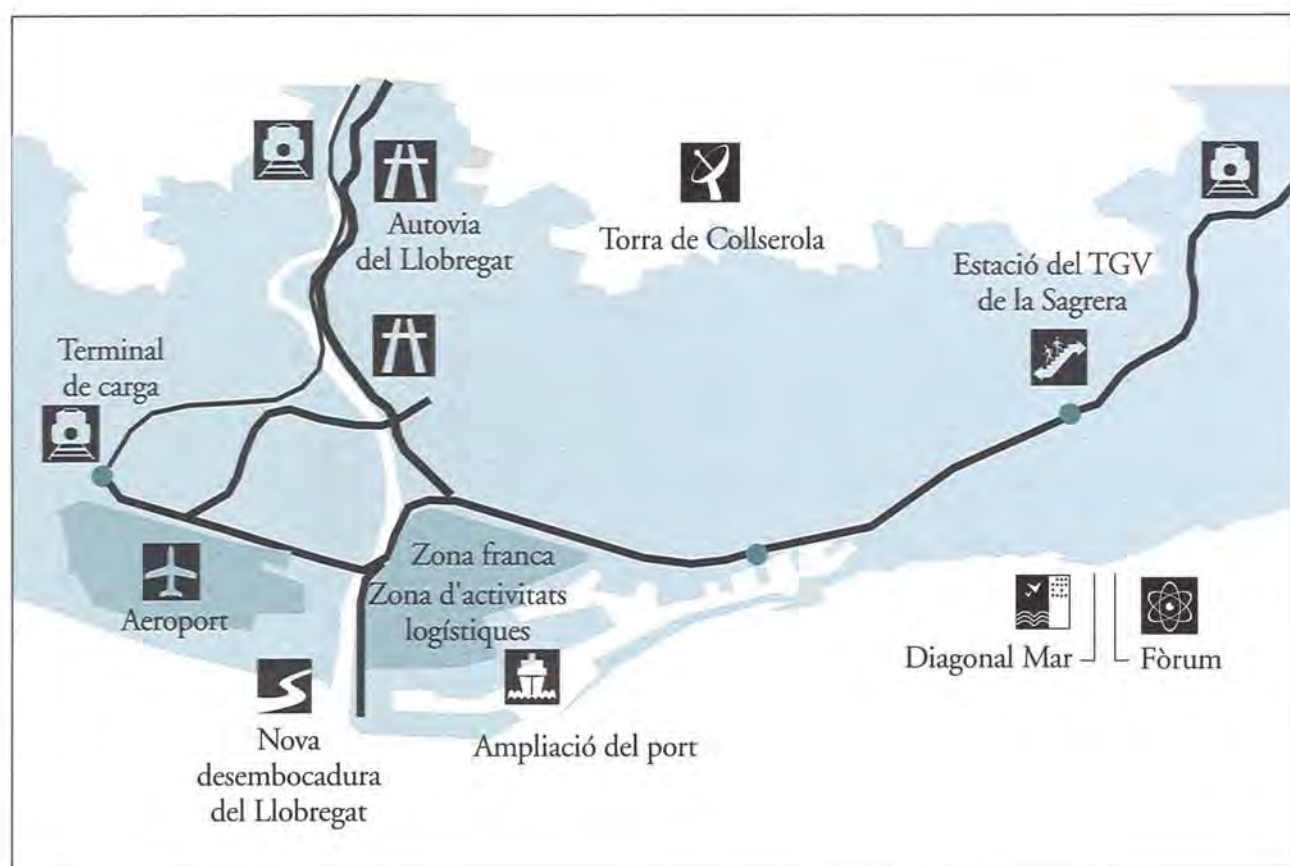 Autovia
del Llobregat
Torra de Collserola
Estació del TGV
de la Sagrera
Terminal
de carga
Zona franca
Zona d'activitats
logístiques
Aeroport
Diagonal Mar
Fòrum
Nova
desembocadura
del Llobregat
Ampliació del port